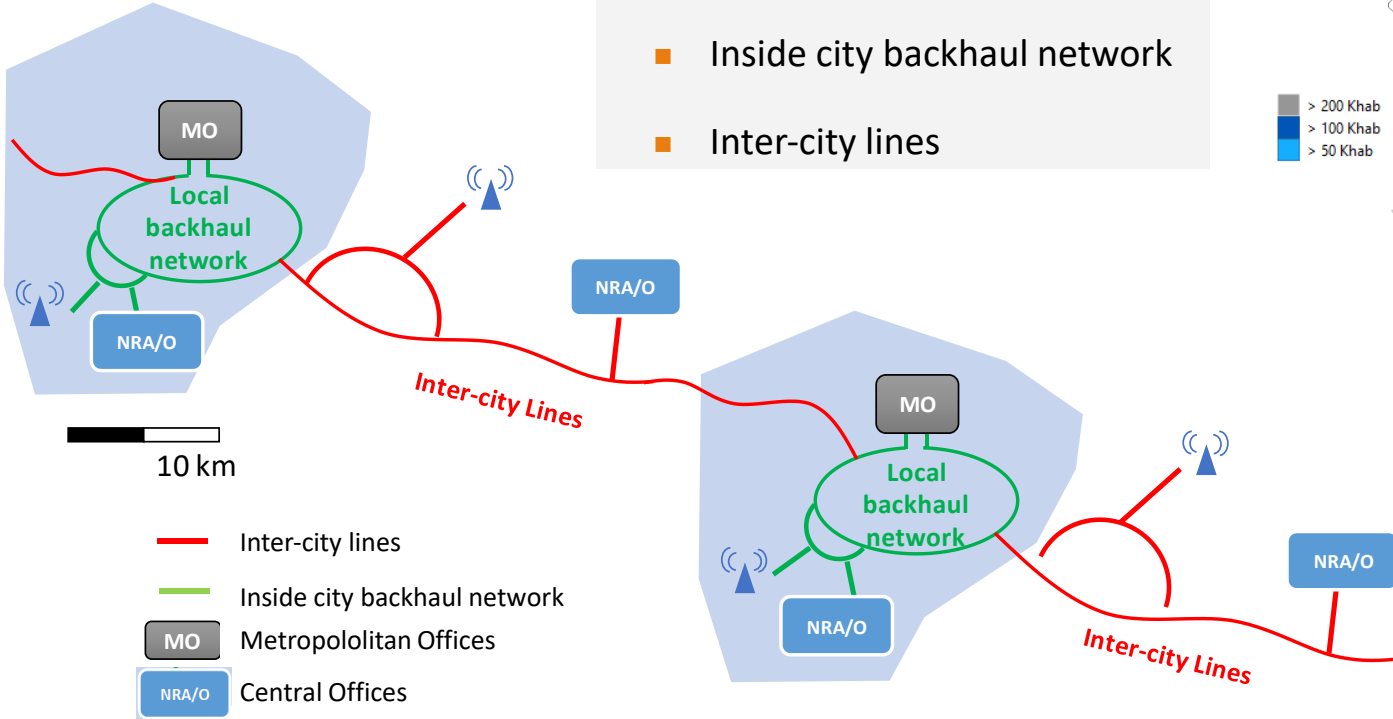 Inside city backhaul network
Inter-city lines
> 200 Khab
> 100 Khab
> 50 Khab
MO
Local
backhaul
network
NRA/O
NRA/O
Inter-city Lines
MO
Local
backhaul
network
NRA/O
NRA/O
Inter-city Lines
10 km
Inter-city lines
Inside city backhaul network
MO
Metropololitan Offices
NRA/O
Central Offices